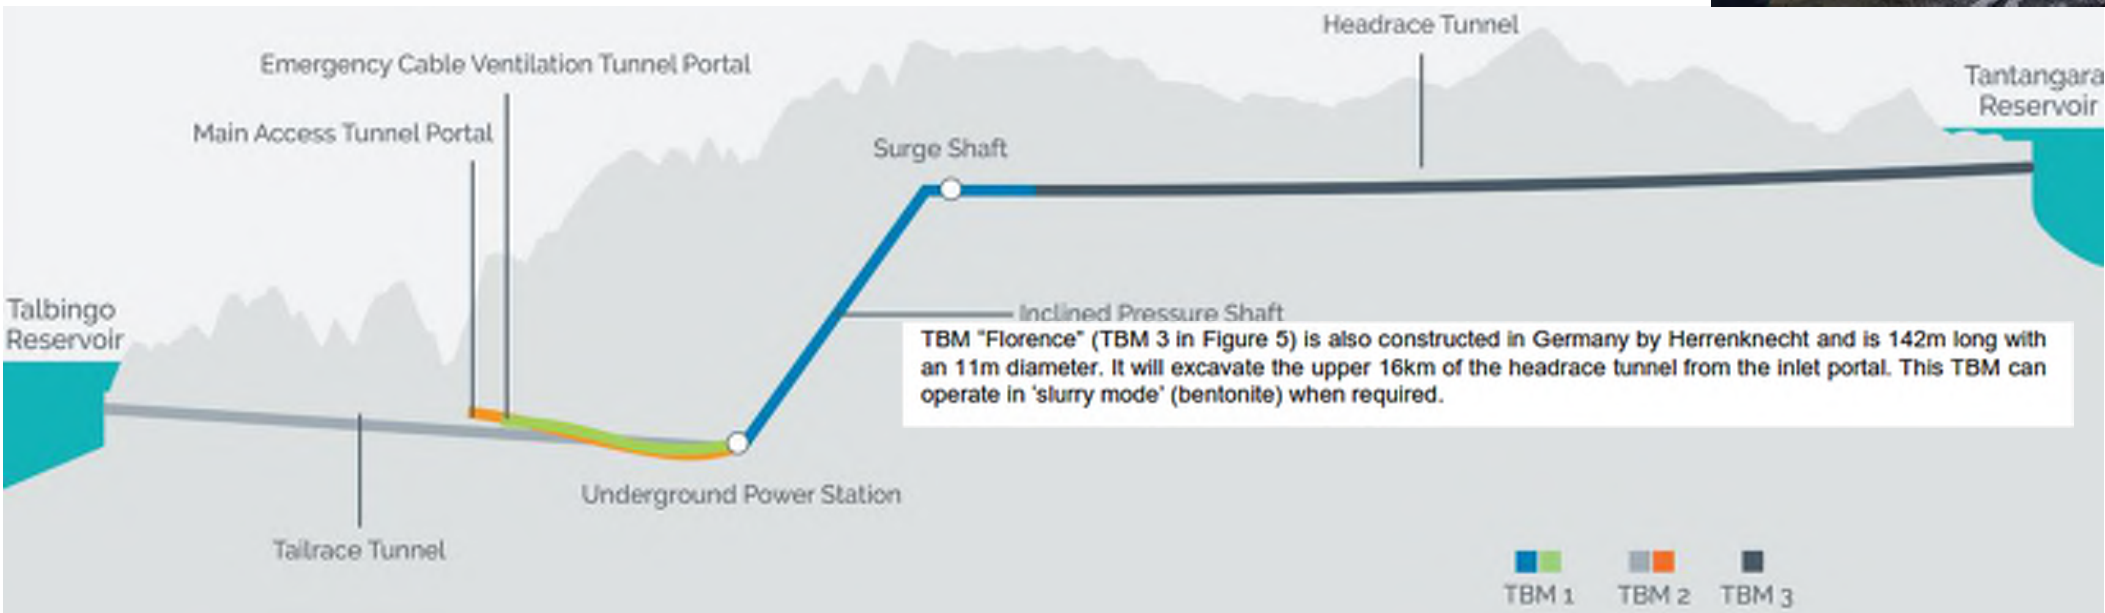 Headrace Tunnel
Emergency Cable Ventilation Tunnel Portal
Tantangara
Reservoir
Main Access Tunnel Portal
Surge Shaft
Talbingo
Reservoir
Inclined Pressure Shaft
TBM "Florence" (TBM 3 in Figure 5) is also constructed in Germany by Herrenknecht and is 142m long with
an 11m diameter. It will excavate the upper 16km of the headrace tunnel from the inlet portal. This TBM can
operate in 'slurry mode' (bentonite) when required.
Underground Power Station
Tailrace Tunnel
TBM 1
TBM 2
TBM 3